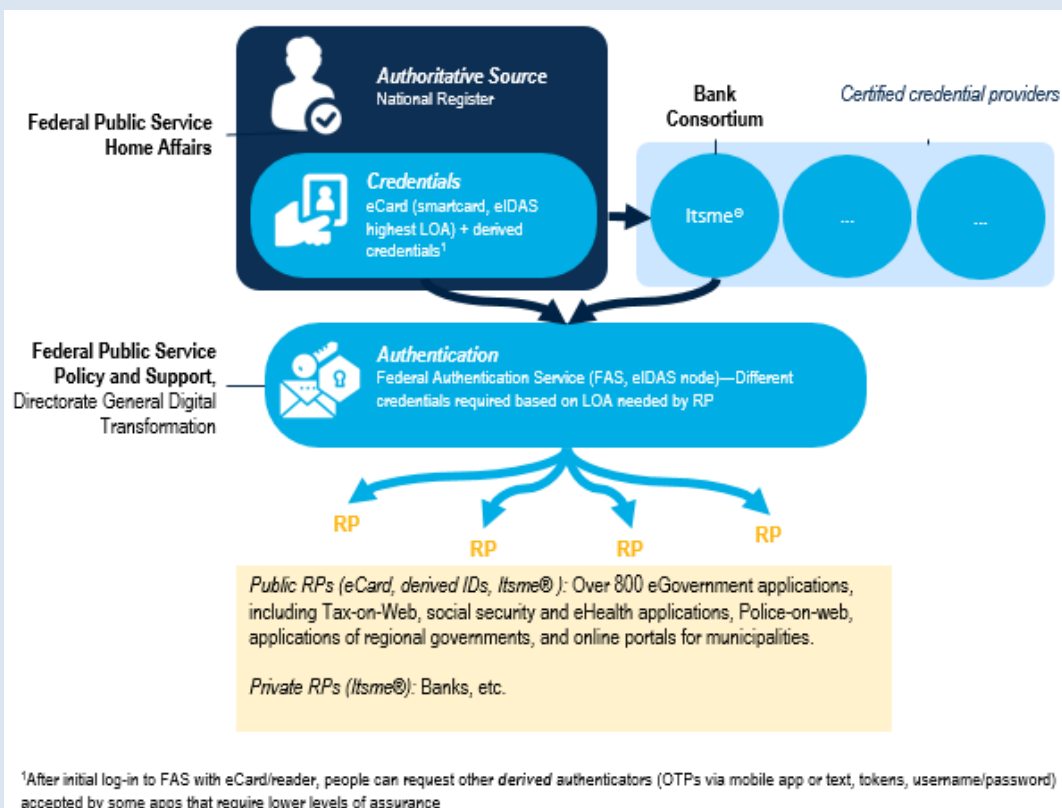 Authoritative Source
National Register
Federal Public Service
Home Affairs
Credentials
eCard (smartcard, eIDAS
highest LOA) + derived
credentials¹
Bank
Consortium
Certified credential providers
Itsme®
...
...
Federal Public Service
Policy and Support,
Directorate General Digital
Transformation
Authentication
Federal Authentication Service (FAS, eIDAS node)—Different
credentials required based on LOA needed by RP
RP
RP
RP
RP
Public RPs (eCard, derived IDs, Itsme® ): Over 800 eGovernment applications,
including Tax-on-Web, social security and eHealth applications, Police-on-web,
applications of regional governments, and online portals for municipalities.
Private RPs (Itsme®): Banks, etc.
¹After initial log-in to FAS with eCard/reader, people can request other derived authenticators (OTPs via mobile app or text, tokens, username/password)
accepted by some apps that require lower levels of assurance